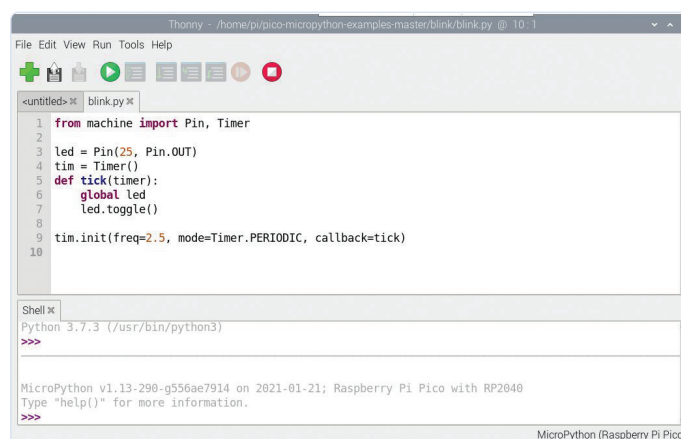 Thonny - /home/pi/pico-micropython-examples-master/blink/blink.py @ 10:1
File Edit View Run Tools Help
<untitled> blink.py
1 from machine import Pin, Timer
2
3 led = Pin(25, Pin.OUT)
4 tim = Timer()
5 def tick(timer):
6     global led
7     led.toggle()
8
9 tim.init(freq=2.5, mode=Timer.PERIODIC, callback=tick)
10
Shell
Python 3.7.3 (/usr/bin/python3)
>>>
MicroPython v1.13-290-g556ae7914 on 2021-01-21; Raspberry Pi Pico with RP2040
Type "help()" for more information.
>>>
MicroPython (Raspberry Pi Pico